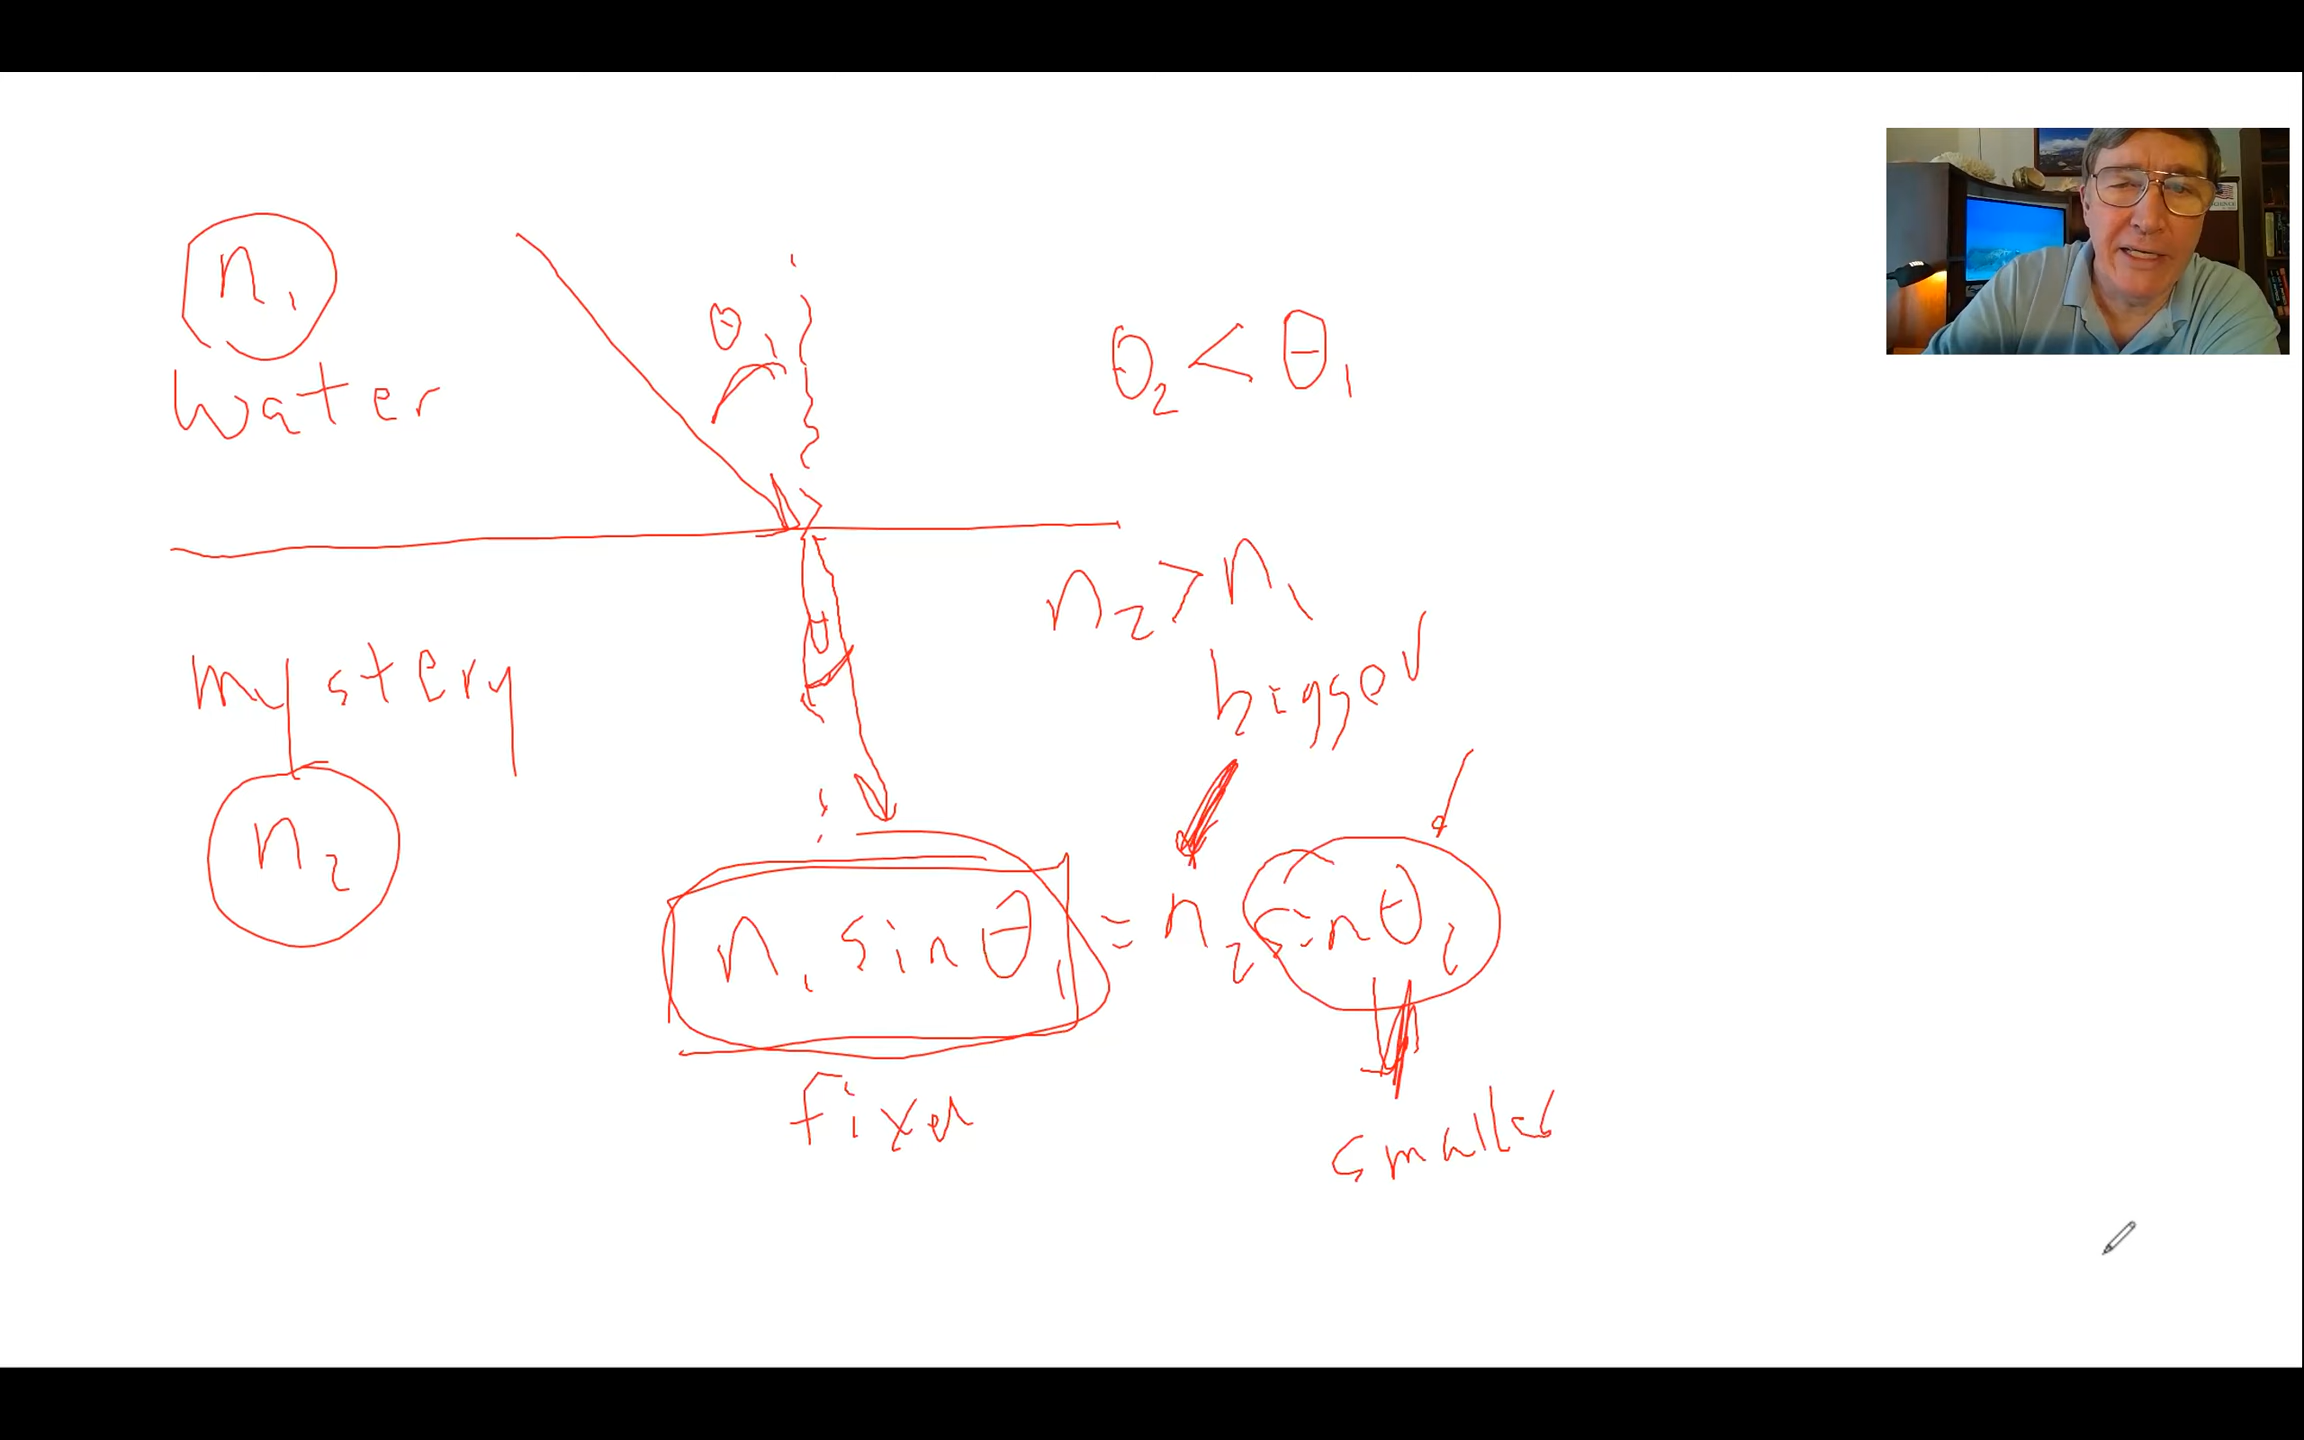 n₁
water
θ₁
θ₂ < θ₁
n₂ > n₁
bigger
mystery
n₂
n₁ sin θ₁ = n₂ sin θ₂
fixed
smaller